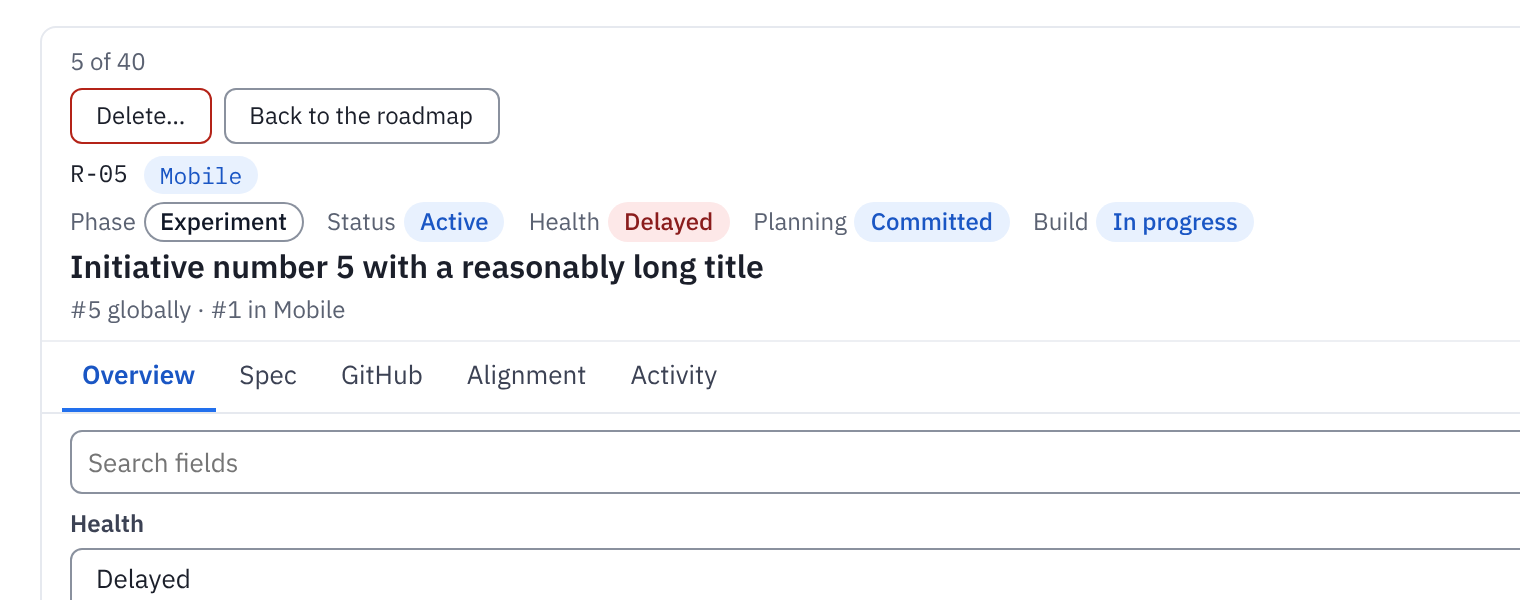 5 of 40
Delete... Back to the roadmap
R-05 Mobile
Phase Experiment Status Active Health Delayed Planning Committed Build In progress
Initiative number 5 with a reasonably long title
#5 globally · #1 in Mobile
Overview Spec GitHub Alignment Activity
Search fields
Health
Delayed